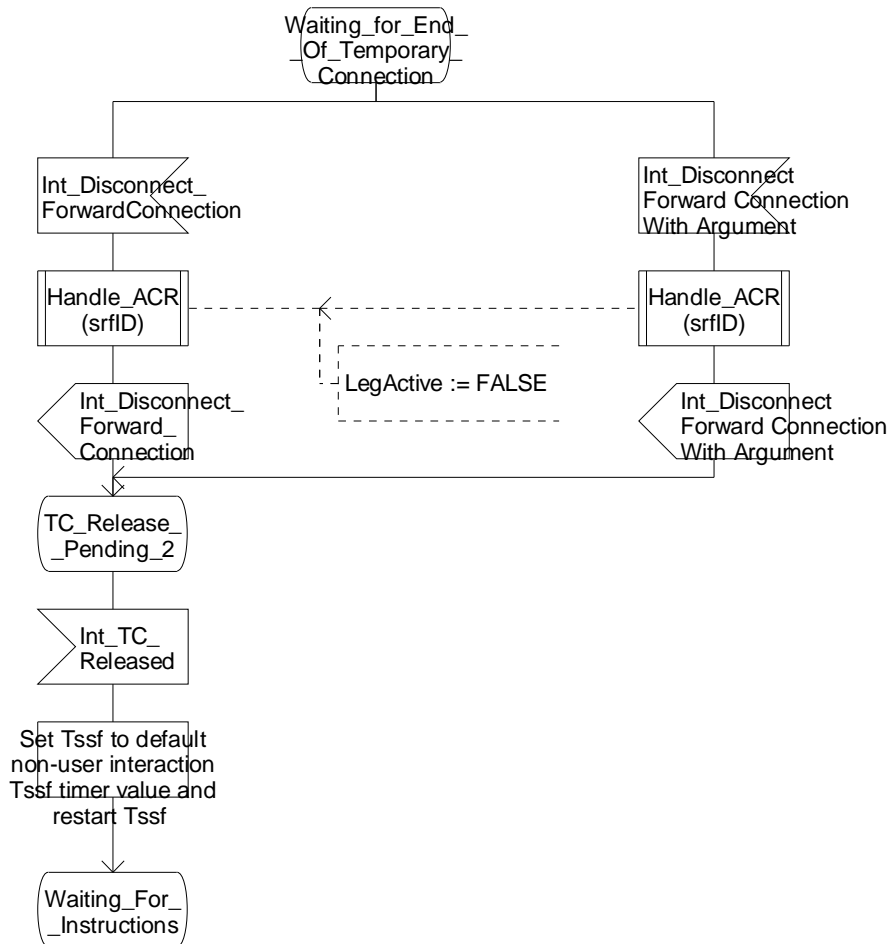 Waiting_for_End_
_Of_Temporary_
Connection
Int_Disconnect_
ForwardConnection
Int_Disconnect
Forward Connection
With Argument
Handle_ACR
(srfID)
Handle_ACR
(srfID)
LegActive := FALSE
Int_Disconnect_
Forward_
Connection
Int_Disconnect
Forward Connection
With Argument
TC_Release_
_Pending_2
Int_TC_
Released
Set Tssf to default
non-user interaction
Tssf timer value and
restart Tssf
Waiting_For_
_Instructions